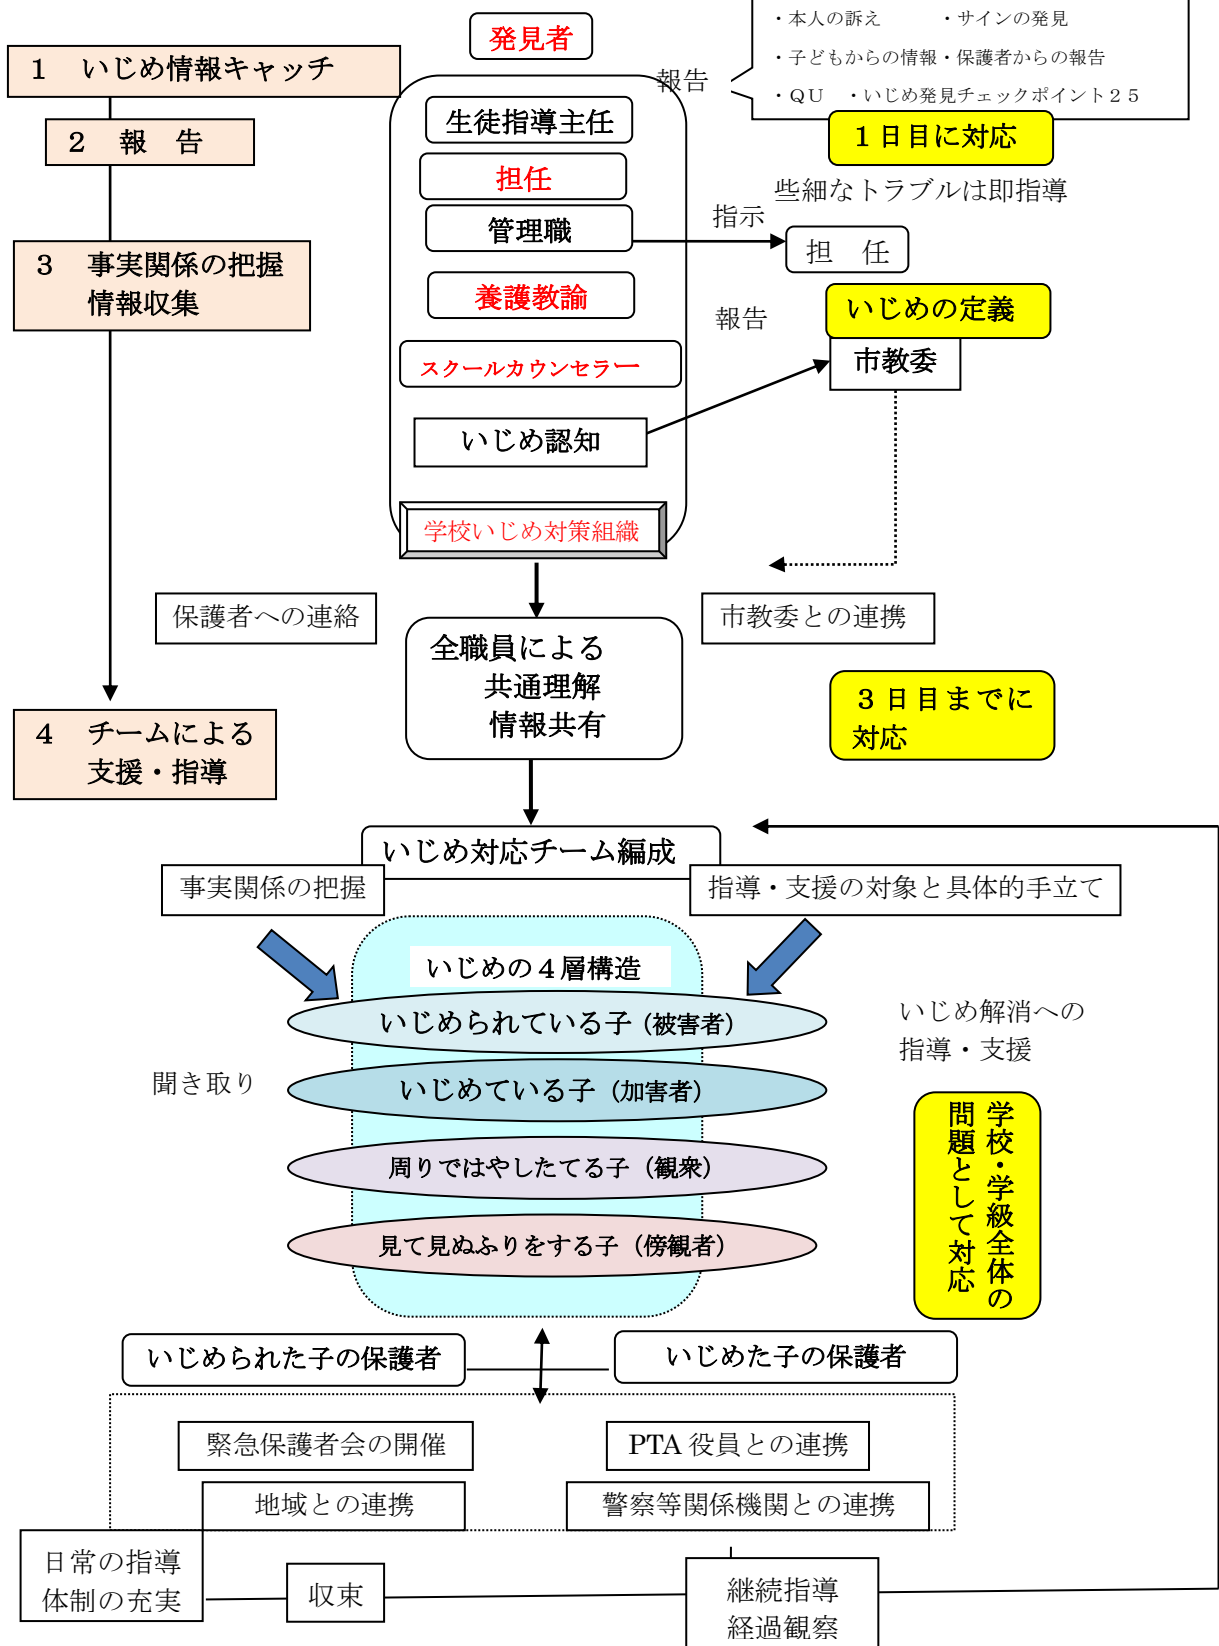 発見者
・本人の訴え　　・サインの発見
・子どもからの情報・保護者からの報告
・ＱＵ　・いじめ発見チェックポイント２５
１　いじめ情報キャッチ
報告
生徒指導主任
１日目に対応
２　報　告
担任
些細なトラブルは即指導
管理職
指示
担　任
３　事実関係の把握
情報収集
養護教諭
報告
いじめの定義
市教委
スクールカウンセラー
いじめ認知
学校いじめ対策組織
保護者への連絡
市教委との連携
全職員による
共通理解
情報共有
３日目までに
対応
４　チームによる
支援・指導
いじめ対応チーム編成
事実関係の把握
指導・支援の対象と具体的手立て
いじめの４層構造
いじめられている子（被害者）
いじめ解消への
指導・支援
聞き取り
いじめている子（加害者）
周りではやしたてる子（観衆）
見て見ぬふりをする子（傍観者）
学校・学級全体の
問題として対応
いじめられた子の保護者
いじめた子の保護者
緊急保護者会の開催
PTA 役員との連携
地域との連携
警察等関係機関との連携
日常の指導
体制の充実
収束
継続指導
経過観察